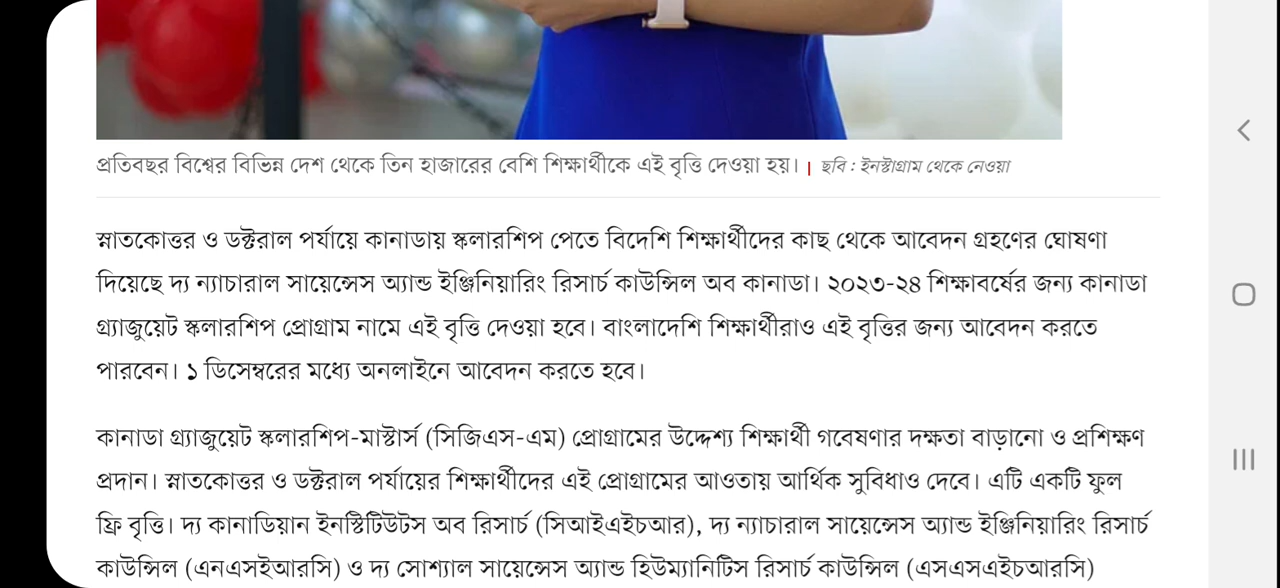 প্রতিবছর বিশ্বের বিভিন্ন দেশ থেকে তিন হাজারের বেশি শিক্ষার্থীকে এই বৃত্তি দেওয়া হয়। | ছবি : ইনস্টাগ্রাম থেকে নেওয়া
স্নাতকোত্তর ও ডক্টরাল পর্যায়ে কানাডায় স্কলারশিপ পেতে বিদেশি শিক্ষার্থীদের কাছ থেকে আবেদন গ্রহণের ঘোষণা
দিয়েছে দ্য ন্যাচারাল সায়েন্সেস অ্যান্ড ইঞ্জিনিয়ারিং রিসার্চ কাউন্সিল অব কানাডা। ২০২৩-২৪ শিক্ষাবর্ষের জন্য কানাডা
গ্র্যাজুয়েট স্কলারশিপ প্রোগ্রাম নামে এই বৃত্তি দেওয়া হবে। বাংলাদেশি শিক্ষার্থীরাও এই বৃত্তির জন্য আবেদন করতে
পারবেন। ১ ডিসেম্বরের মধ্যে অনলাইনে আবেদন করতে হবে।
কানাডা গ্র্যাজুয়েট স্কলারশিপ-মাস্টার্স (সিজিএস-এম) প্রোগ্রামের উদ্দেশ্য শিক্ষার্থী গবেষণার দক্ষতা বাড়ানো ও প্রশিক্ষণ
প্রদান। স্নাতকোত্তর ও ডক্টরাল পর্যায়ের শিক্ষার্থীদের এই প্রোগ্রামের আওতায় আর্থিক সুবিধাও দেবে। এটি একটি ফুল
ফ্রি বৃত্তি। দ্য কানাডিয়ান ইনস্টিটিউটস অব রিসার্চ (সিআইএইচআর), দ্য ন্যাচারাল সায়েন্সেস অ্যান্ড ইঞ্জিনিয়ারিং রিসার্চ
কাউন্সিল (এনএসইআরসি) ও দ্য সোশ্যাল সায়েন্সেস অ্যান্ড হিউম্যানিটিস রিসার্চ কাউন্সিল (এসএসএইচআরসি)